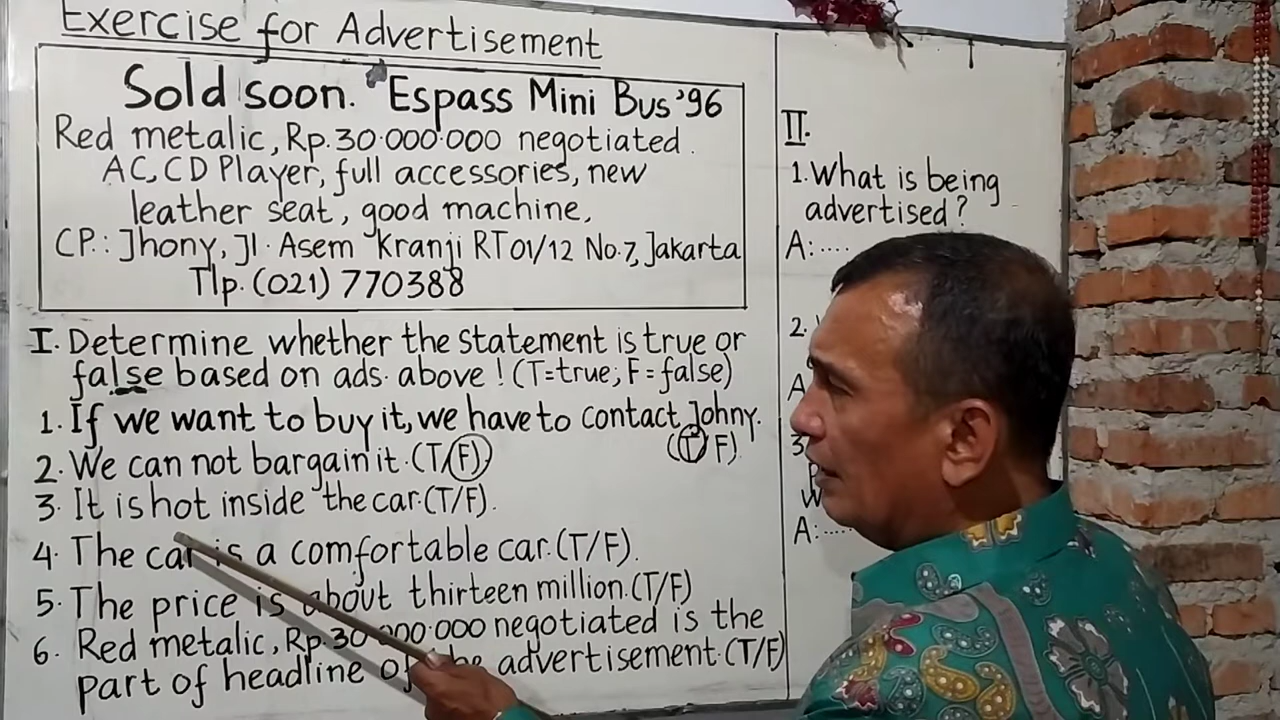 Exercise for Advertisement
Sold soon. Espass Mini Bus '96
Red metalic, Rp.30.000.000 negotiated.
AC, CD Player, full accessories, new
leather seat, good machine,
CP.: Jhony, Jl. Asem Kranji RT01/12 No.7, Jakarta
Tlp. (021) 770388
I. Determine whether the statement is true or
false based on ads. above! (T=true; F=false)
1. If we want to buy it, we have to contact Johny.
(T F)
2. We can not bargain it. (T/F)
3. It is hot inside the car. (T/F).
4. The car is a comfortable car. (T/F).
5. The price is about thirteen million. (T/F)
6. Red metalic, Rp.30.000.000 negotiated is the
part of headline of the advertisement. (T/F)
II.
1. What is being
advertised?
A: ....
2.
A
3
W
A: ....